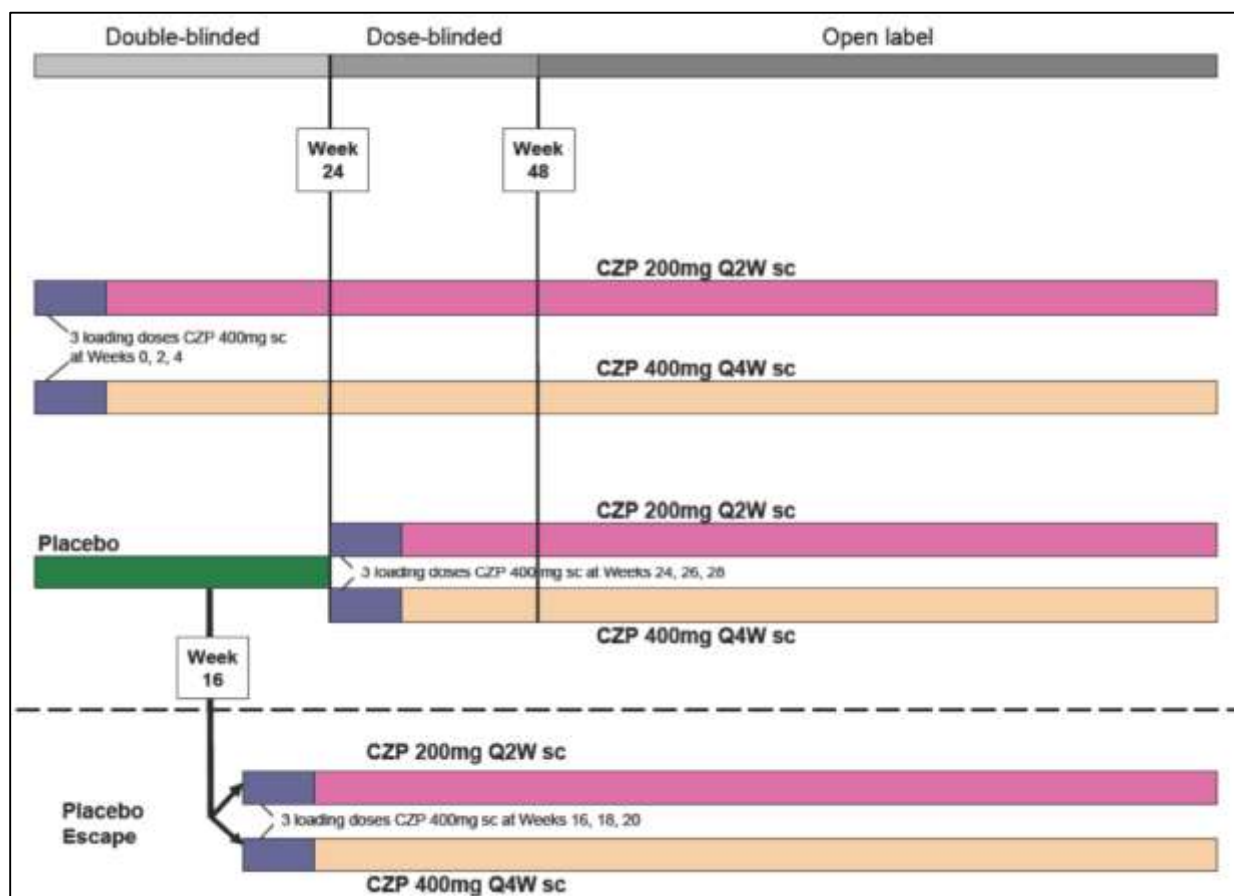 Double-blinded
Dose-blinded
Open label
Week
24
Week
48
CZP 200mg Q2W sc
3 loading doses CZP 400mg sc
at Weeks 0, 2, 4
CZP 400mg Q4W sc
CZP 200mg Q2W sc
Placebo
3 loading doses CZP 400 mg sc at Weeks 24, 26, 28
CZP 400mg Q4W sc
Week
16
CZP 200mg Q2W sc
Placebo
Escape
3 loading doses CZP 400mg sc at Weeks 16, 18, 20
CZP 400mg Q4W sc